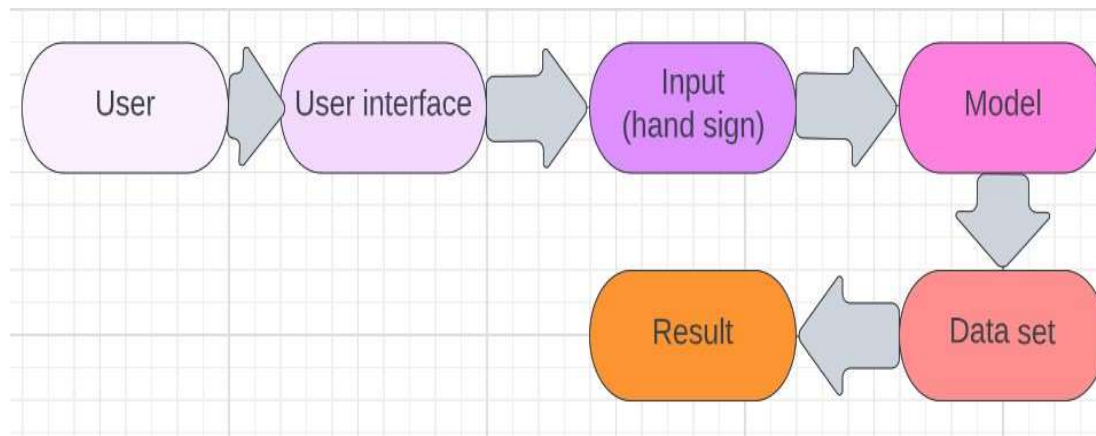 User
User interface
Input
(hand sign)
Model
Data set
Result